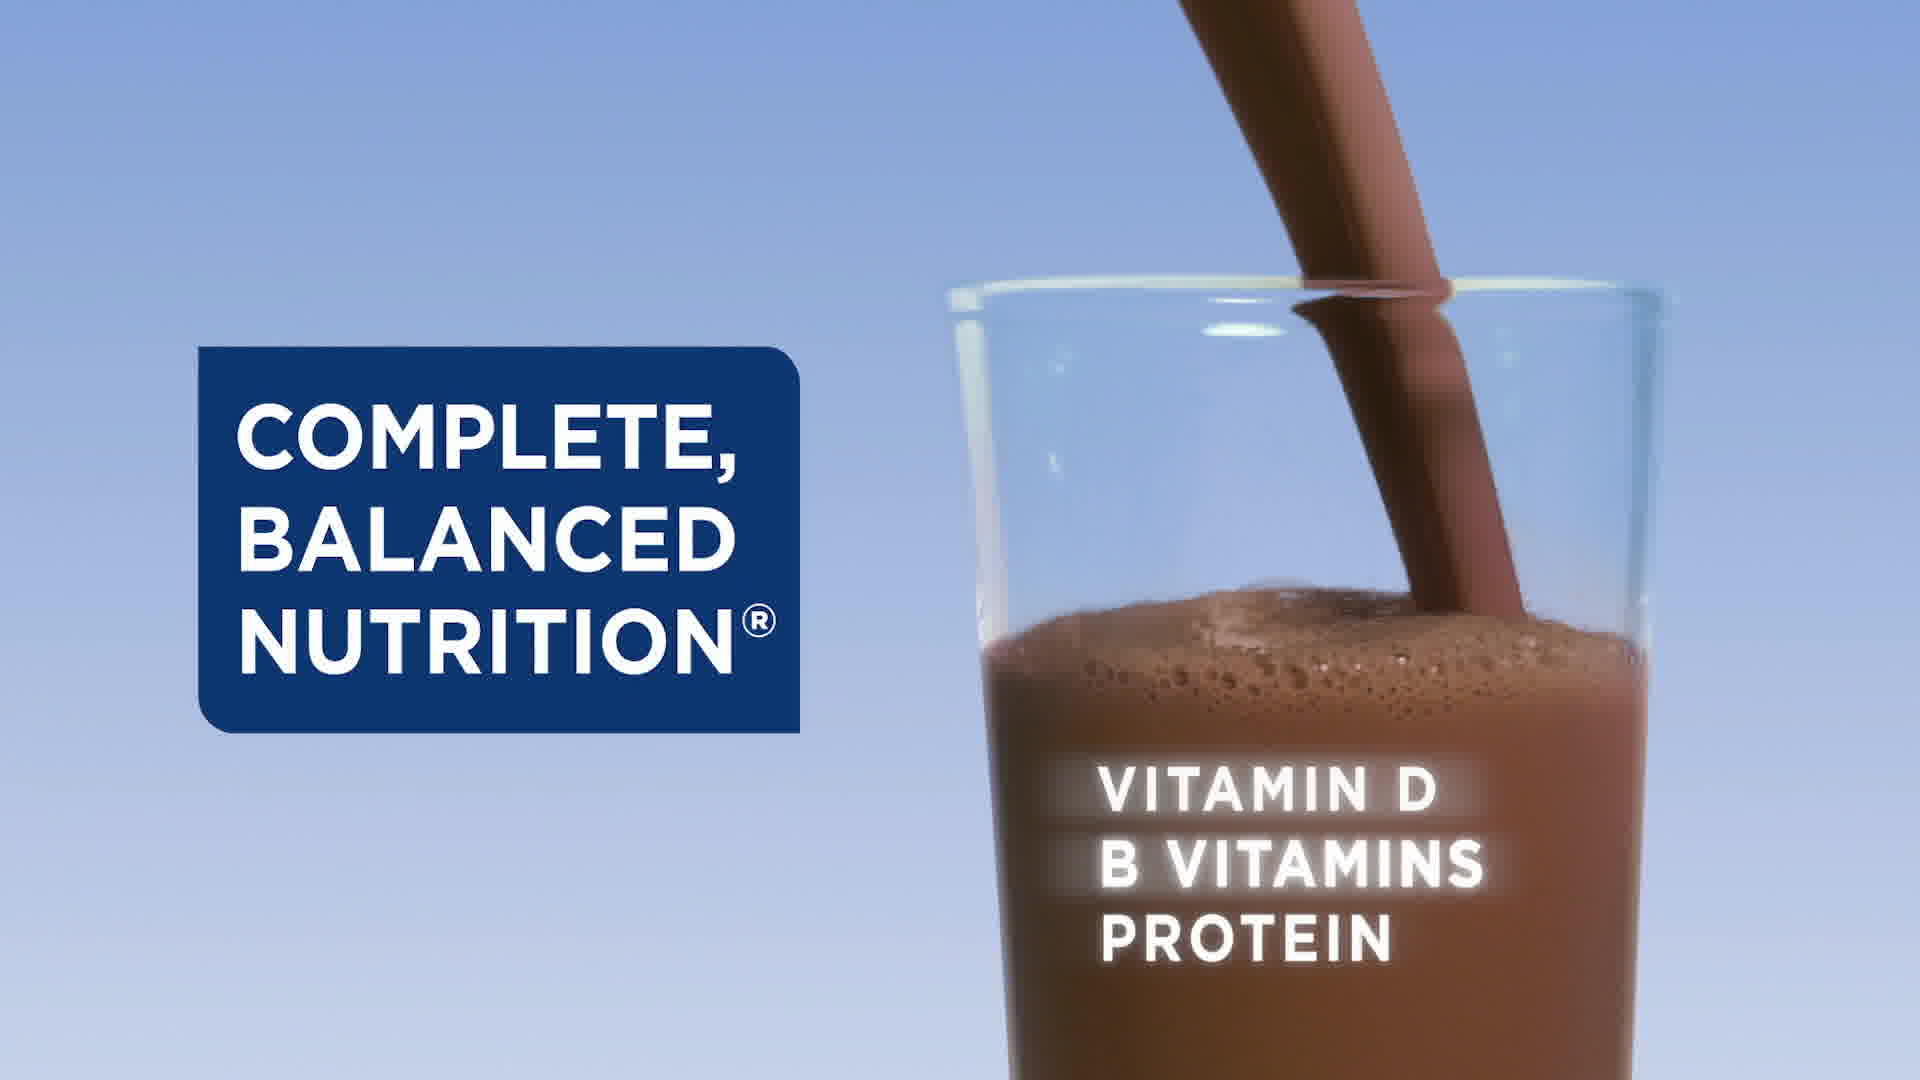 COMPLETE,
BALANCED
NUTRITION®
VITAMIN D
B VITAMINS
PROTEIN